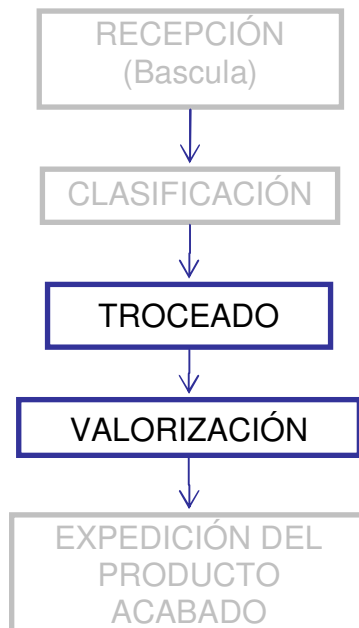 RECEPCIÓN
(Bascula)
CLASIFICACIÓN
TROCEADO
VALORIZACIÓN
EXPEDICIÓN DEL
PRODUCTO
ACABADO